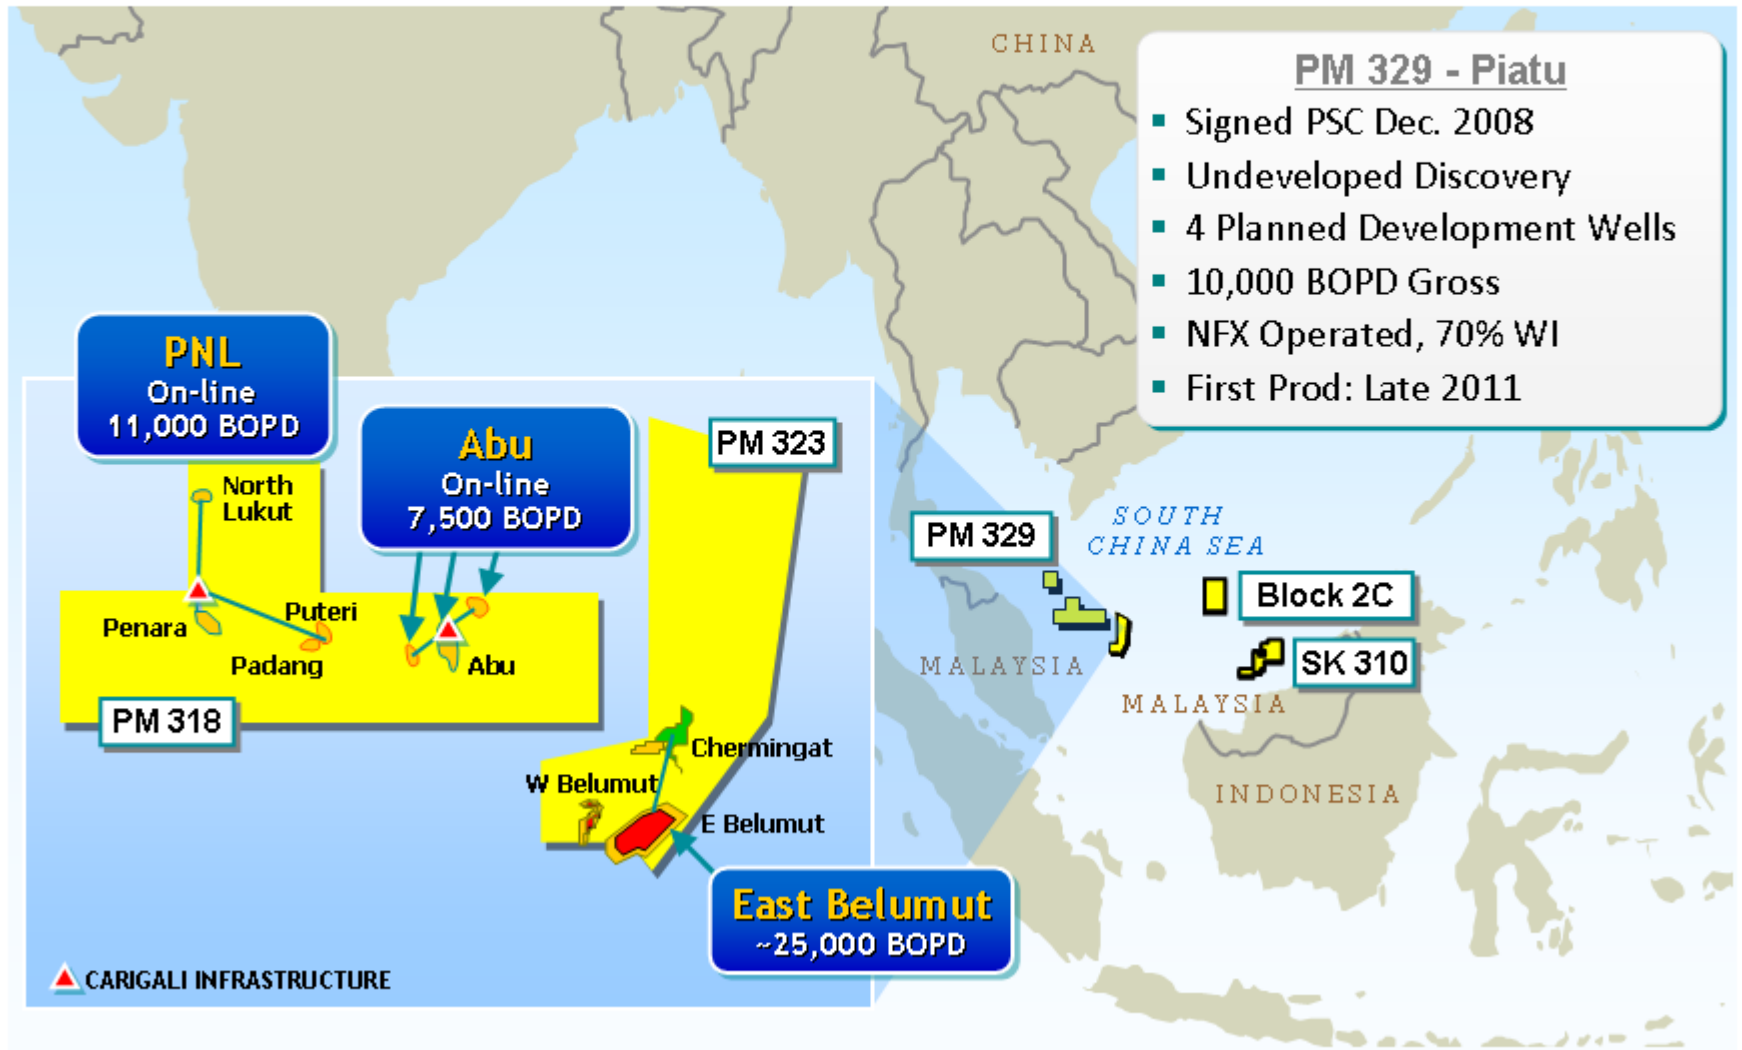 CHINA
PM 329 - Piatu
▪ Signed PSC Dec. 2008
▪ Undeveloped Discovery
▪ 4 Planned Development Wells
▪ 10,000 BOPD Gross
▪ NFX Operated, 70% WI
▪ First Prod: Late 2011
PNL
On-line
11,000 BOPD
Abu
On-line
7,500 BOPD
PM 323
North
Lukut
Penara
Puteri
Padang
Abu
PM 318
Chermingat
W Belumut
E Belumut
East Belumut
~25,000 BOPD
CARIGALI INFRASTRUCTURE
PM 329
SOUTH
CHINA SEA
Block 2C
SK 310
MALAYSIA
MALAYSIA
INDONESIA